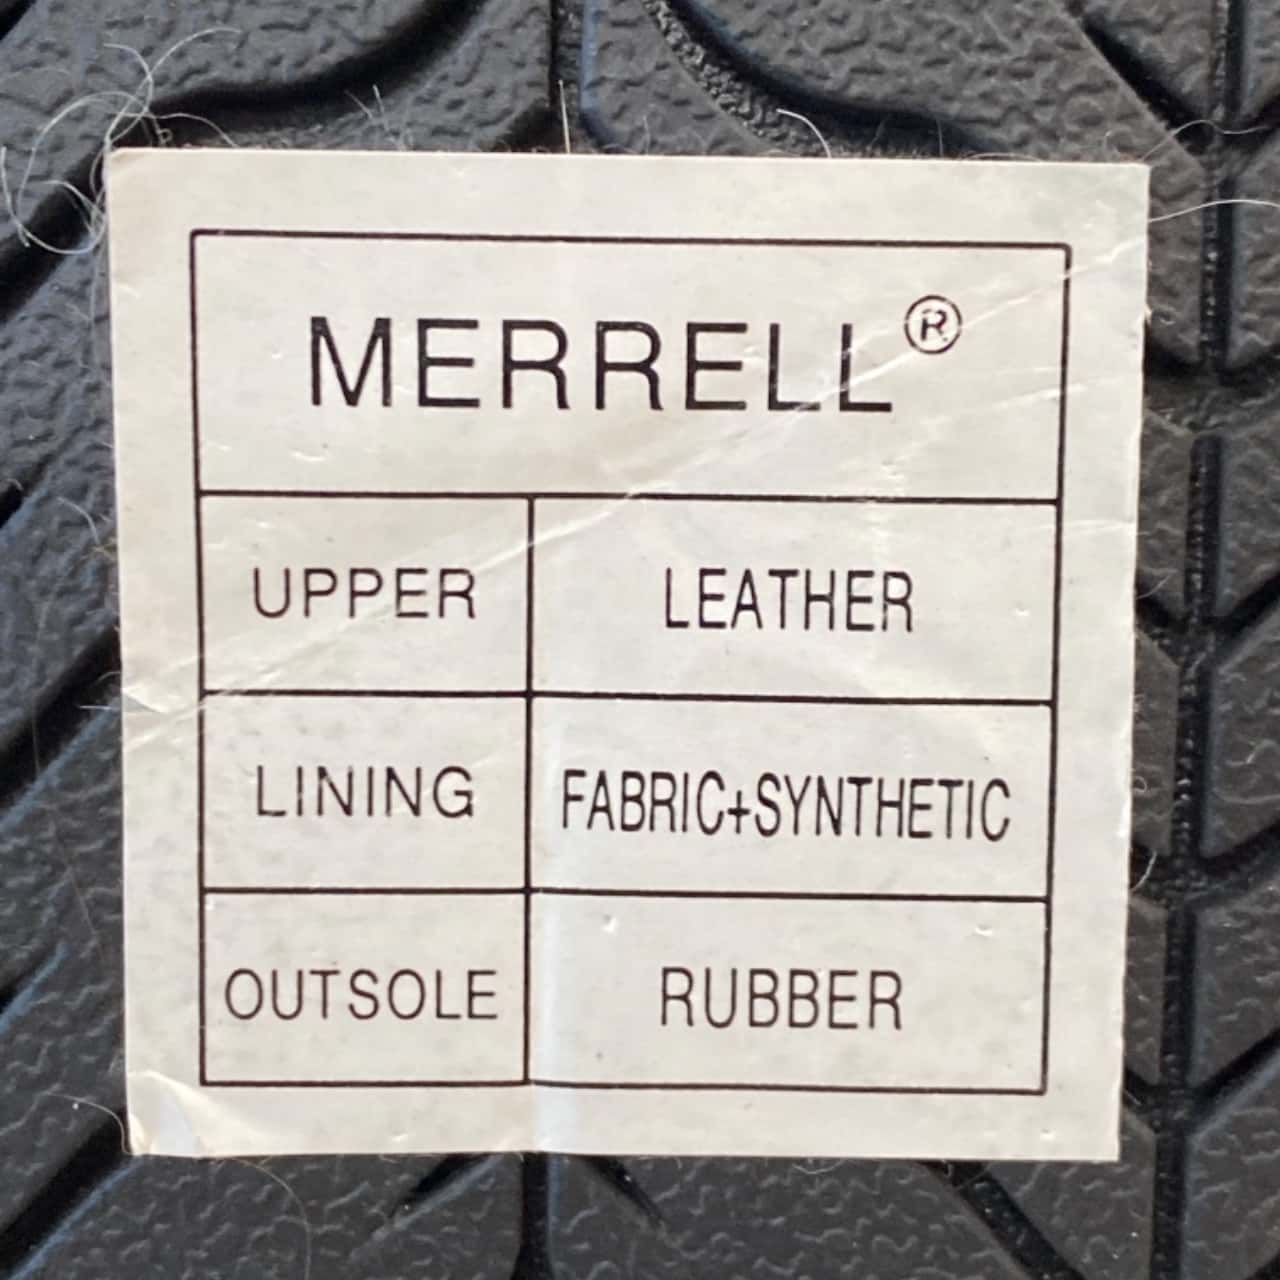 MERRELL®
UPPER LEATHER
LINING FABRIC+SYNTHETIC
OUTSOLE RUBBER